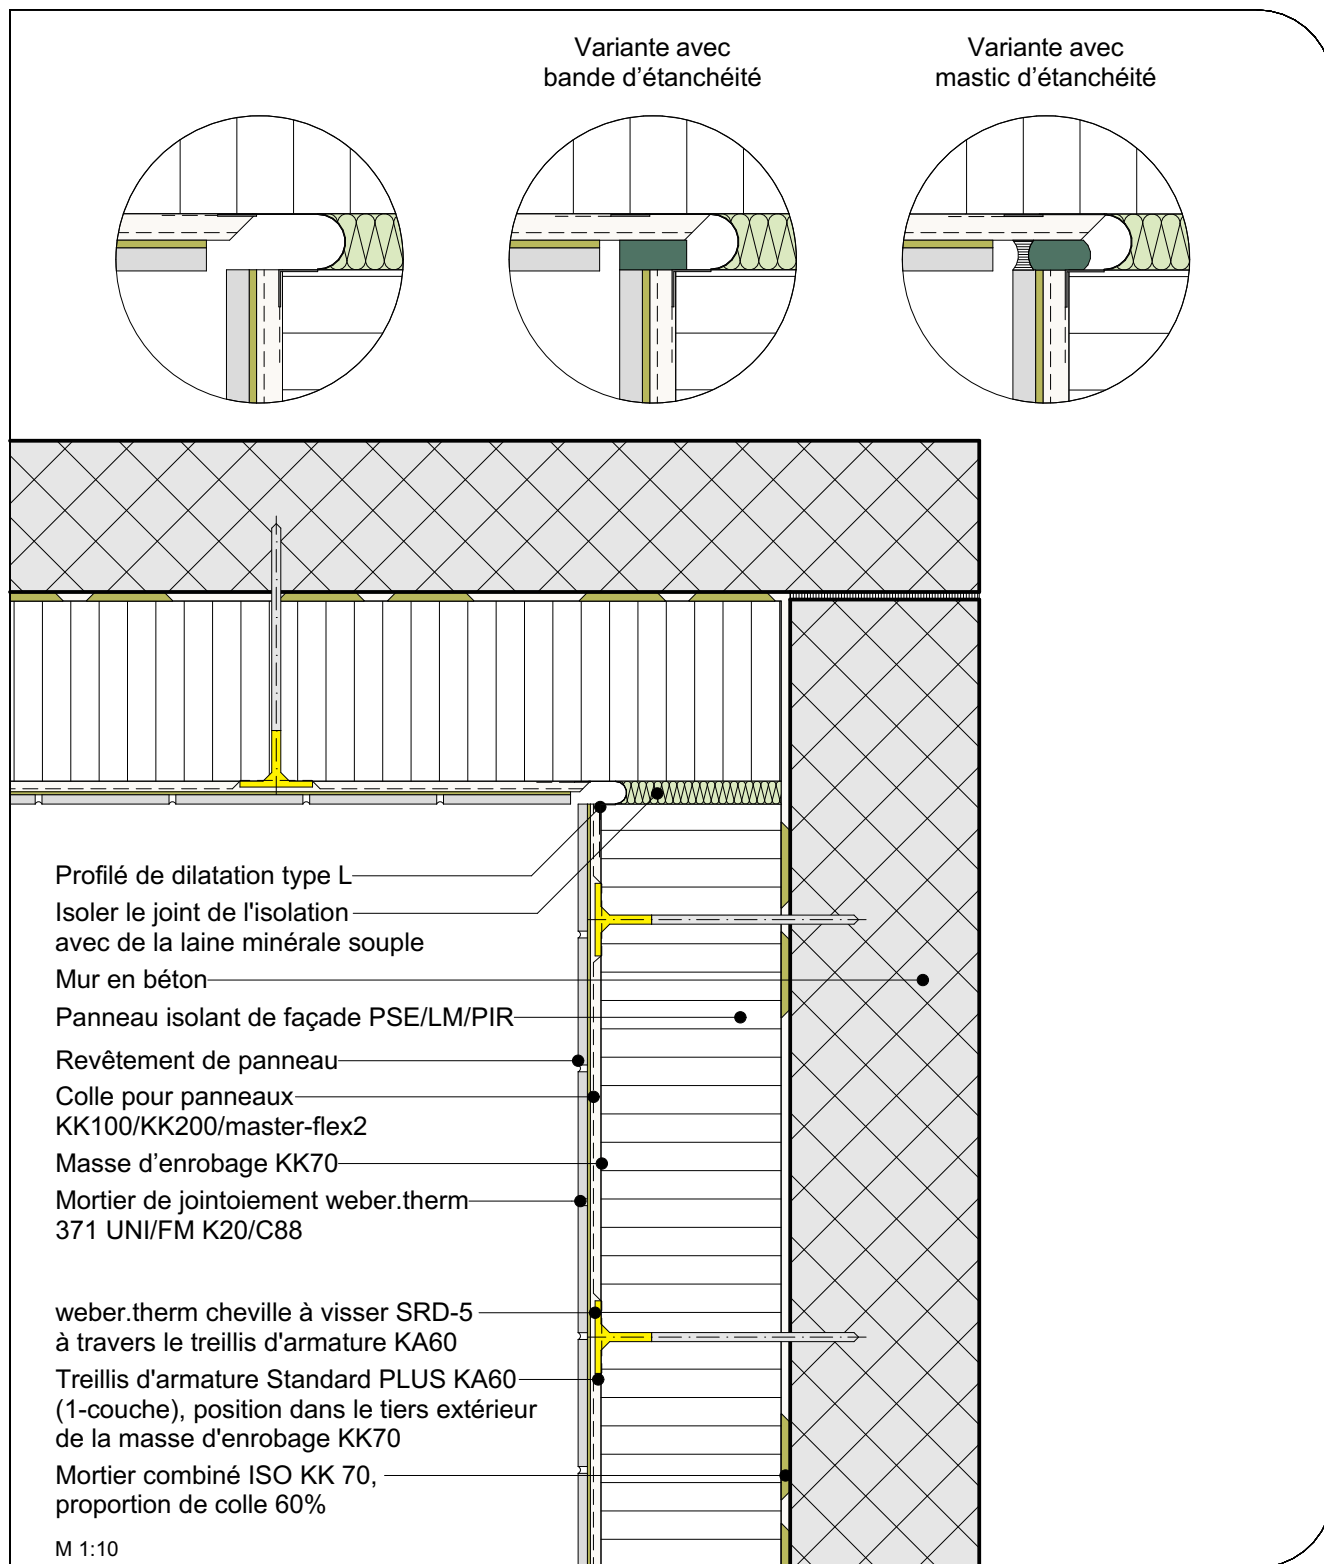 Variante avec
bande d’étanchéité
Variante avec
mastic d’étanchéité
Profilé de dilatation type L
Isoler le joint de l'isolation
avec de la laine minérale souple
Mur en béton
Panneau isolant de façade PSE/LM/PIR
Revêtement de panneau
Colle pour panneaux
KK100/KK200/master-flex2
Masse d’enrobage KK70
Mortier de jointoiement weber.therm
371 UNI/FM K20/C88
weber.therm cheville à visser SRD-5
à travers le treillis d'armature KA60
Treillis d'armature Standard PLUS KA60
(1-couche), position dans le tiers extérieur
de la masse d'enrobage KK70
Mortier combiné ISO KK 70,
proportion de colle 60%
M 1:10